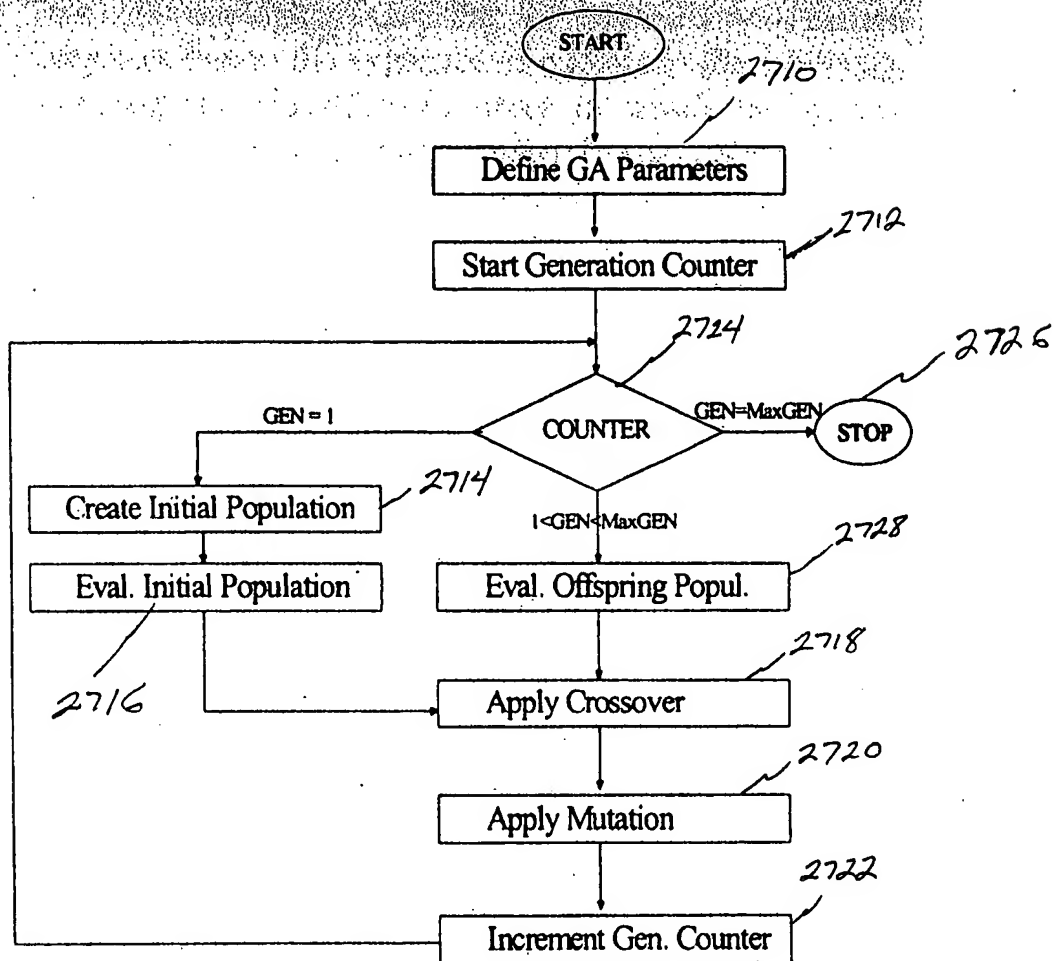 START
2710
Define GA Parameters
2712
Start Generation Counter
2724
2726
GEN = 1
COUNTER
GEN=MaxGEN
STOP
2714
Create Initial Population
1<GEN<MaxGEN
2728
Eval. Initial Population
Eval. Offspring Popul.
2718
2716
Apply Crossover
2720
Apply Mutation
2722
Increment Gen. Counter